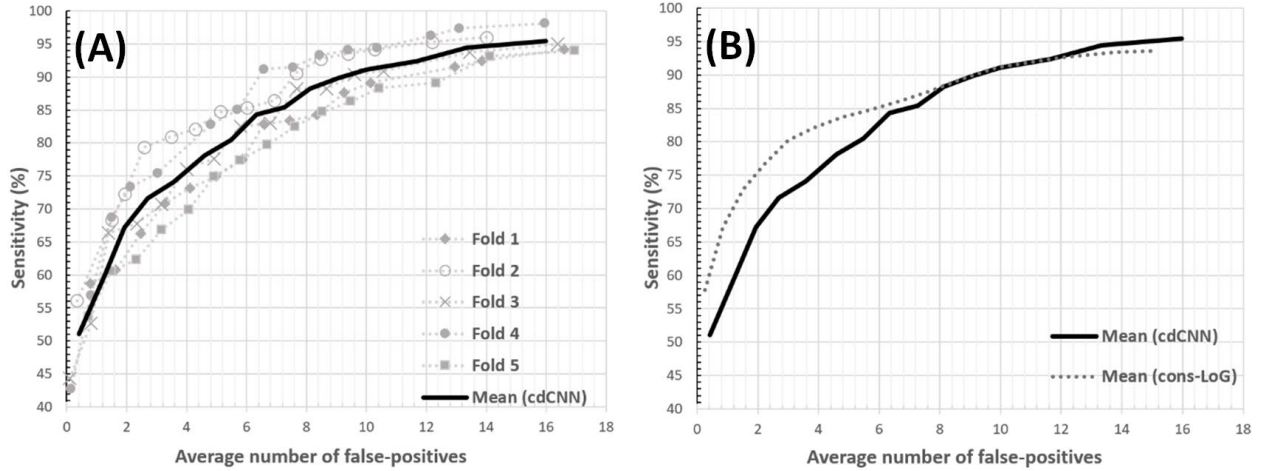 (A)
Sensitivity (%)
100
95
90
85
80
75
70
65
60
55
50
45
40
0 2 4 6 8 10 12 14 16 18
Average number of false-positives
Fold 1
Fold 2
Fold 3
Fold 4
Fold 5
Mean (cdCNN)
(B)
Sensitivity (%)
100
95
90
85
80
75
70
65
60
55
50
45
40
0 2 4 6 8 10 12 14 16 18
Average number of false-positives
Mean (cdCNN)
Mean (cons-LoG)